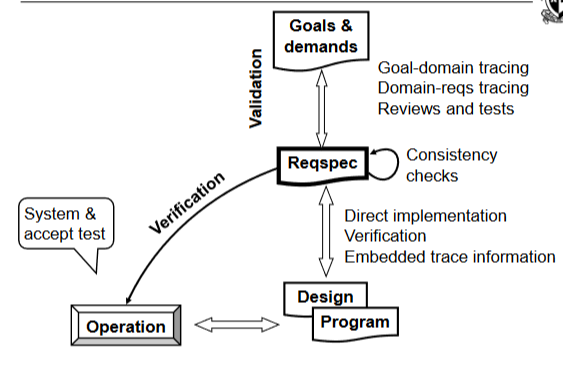 Goals &
demands
Validation
Goal-domain tracing
Domain-reqs tracing
Reviews and tests
Reqspec
Consistency
checks
Verification
System &
accept test
Direct implementation
Verification
Embedded trace information
Design
Program
Operation